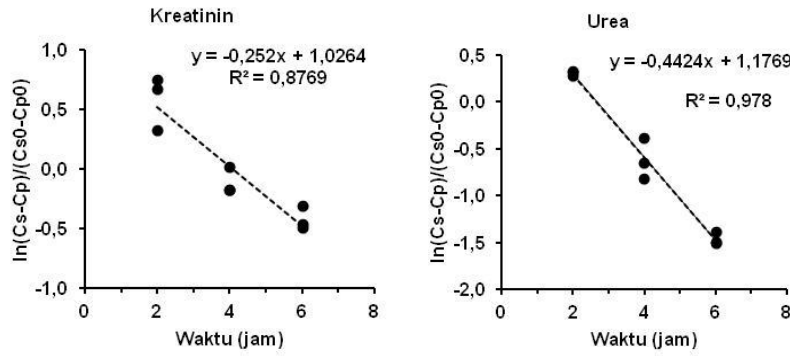 Kreatinin
y = -0,252x + 1,0264
R² = 0,8769
ln(Cs-Cp)/(Cs0-Cp0)
1,0
0,5
0,0
-0,5
-1,0
0 2 4 6 8
Waktu (jam)
Urea
y = -0,4424x + 1,1769
R² = 0,978
ln(Cs-Cp)/(Cs0-Cp0)
0,5
0,0
-0,5
-1,0
-1,5
-2,0
0 2 4 6 8
Waktu (jam)